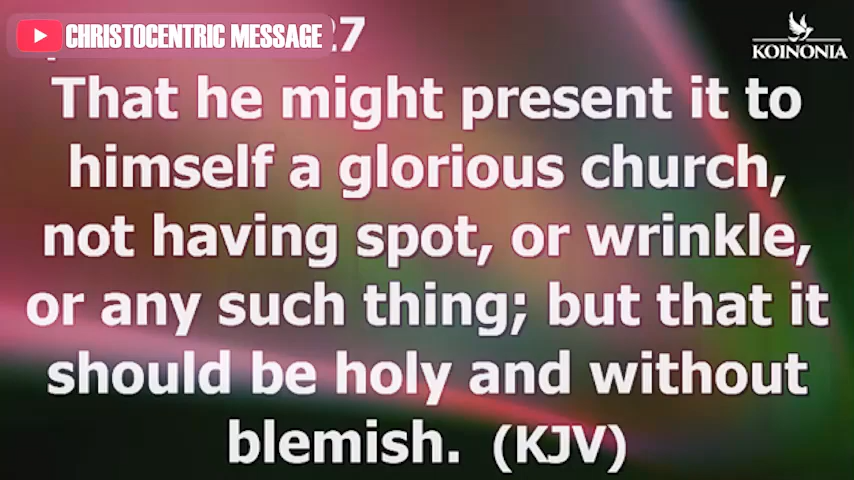 CHRISTOCENTRIC MESSAGE
27
KOINONIA
That he might present it to
himself a glorious church,
not having spot, or wrinkle,
or any such thing; but that it
should be holy and without
blemish. (KJV)